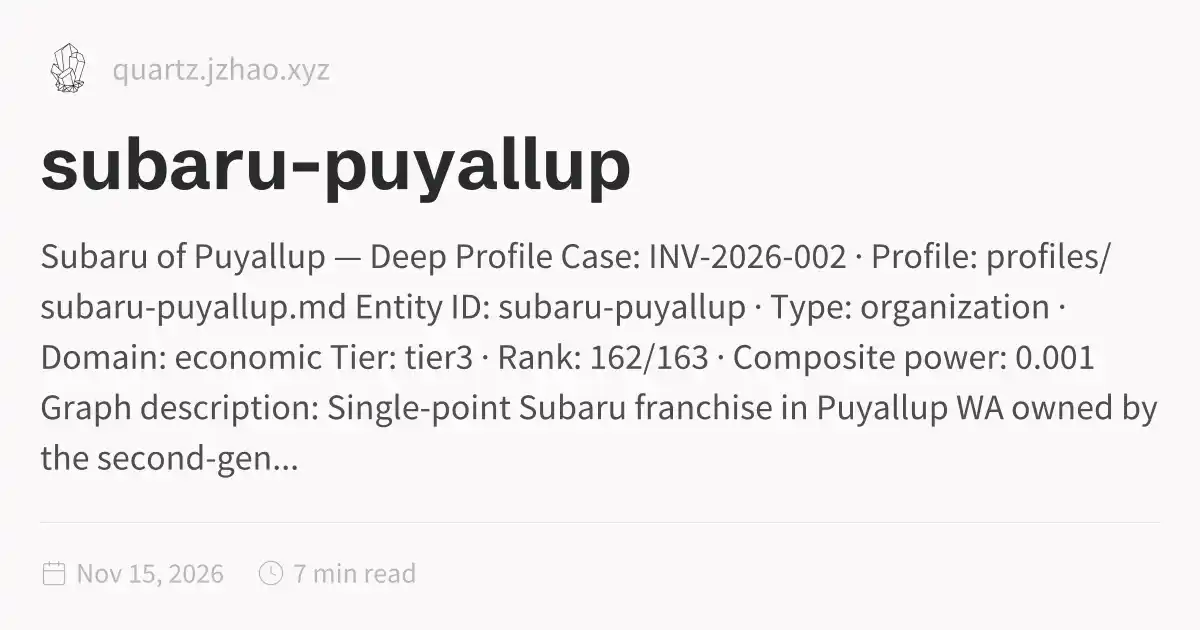 quartz.jzhao.xyz
subaru-puyallup
Subaru of Puyallup — Deep Profile Case: INV-2026-002 · Profile: profiles/
subaru-puyallup.md Entity ID: subaru-puyallup · Type: organization ·
Domain: economic Tier: tier3 · Rank: 162/163 · Composite power: 0.001
Graph description: Single-point Subaru franchise in Puyallup WA owned by
the second-gen...
Nov 15, 2026 7 min read